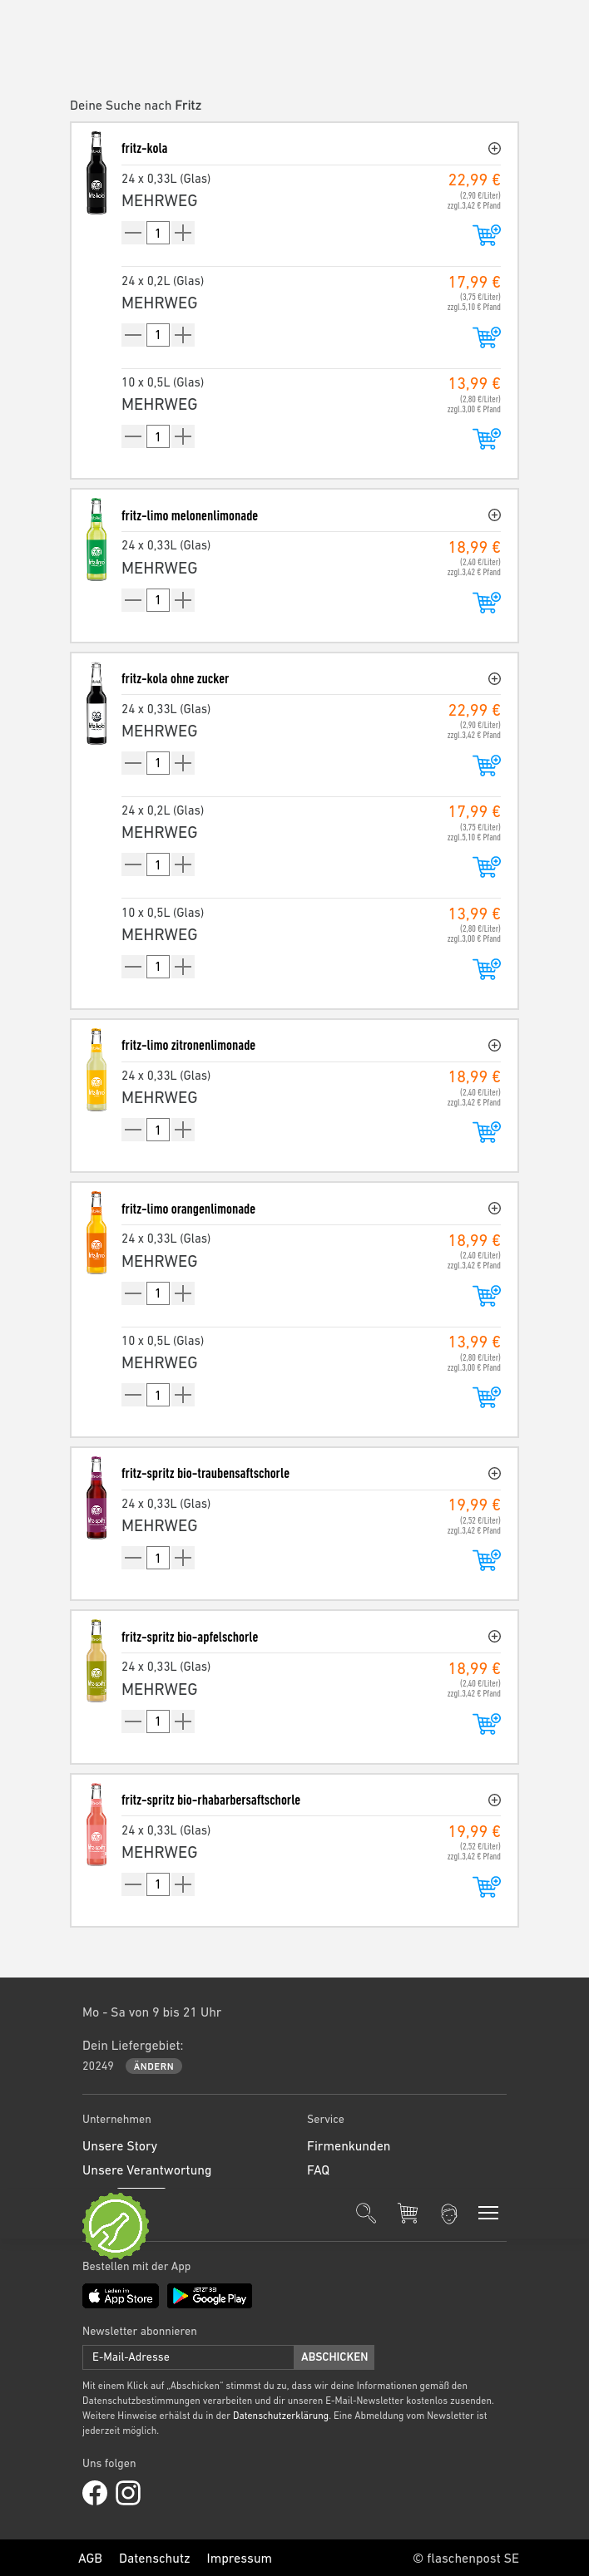 Deine Suche nach Fritz
fritz-kola
24 x 0,33L (Glas)
22,99 €
MEHRWEG
(2,90 €/Liter)
zzgl.3,42 € Pfand
1
24 x 0,2L (Glas)
17,99 €
MEHRWEG
(3,75 €/Liter)
zzgl.5,10 € Pfand
1
10 x 0,5L (Glas)
13,99 €
MEHRWEG
(2,80 €/Liter)
zzgl.3,00 € Pfand
1
fritz-limo melonenlimonade
24 x 0,33L (Glas)
18,99 €
MEHRWEG
(2,40 €/Liter)
zzgl.3,42 € Pfand
1
fritz-kola ohne zucker
24 x 0,33L (Glas)
22,99 €
MEHRWEG
(2,90 €/Liter)
zzgl.3,42 € Pfand
1
24 x 0,2L (Glas)
17,99 €
MEHRWEG
(3,75 €/Liter)
zzgl.5,10 € Pfand
1
10 x 0,5L (Glas)
13,99 €
MEHRWEG
(2,80 €/Liter)
zzgl.3,00 € Pfand
1
fritz-limo zitronenlimonade
24 x 0,33L (Glas)
18,99 €
MEHRWEG
(2,40 €/Liter)
zzgl.3,42 € Pfand
1
fritz-limo orangenlimonade
24 x 0,33L (Glas)
18,99 €
MEHRWEG
(2,40 €/Liter)
zzgl.3,42 € Pfand
1
10 x 0,5L (Glas)
13,99 €
MEHRWEG
(2,80 €/Liter)
zzgl.3,00 € Pfand
1
fritz-spritz bio-traubensaftschorle
24 x 0,33L (Glas)
19,99 €
MEHRWEG
(2,52 €/Liter)
zzgl.3,42 € Pfand
1
fritz-spritz bio-apfelschorle
24 x 0,33L (Glas)
18,99 €
MEHRWEG
(2,40 €/Liter)
zzgl.3,42 € Pfand
1
fritz-spritz bio-rhabarbersaftschorle
24 x 0,33L (Glas)
19,99 €
MEHRWEG
(2,52 €/Liter)
zzgl.3,42 € Pfand
1
Mo - Sa von 9 bis 21 Uhr
Dein Liefergebiet:
20249 ÄNDERN
Unternehmen
Service
Unsere Story
Firmenkunden
Unsere Verantwortung
FAQ
Bestellen mit der App
Laden im
App Store
JETZT BEI
Google Play
Newsletter abonnieren
E-Mail-Adresse
ABSCHICKEN
Mit einem Klick auf „Abschicken“ stimmst du zu, dass wir deine Informationen gemäß den
Datenschutzbestimmungen verarbeiten und dir unseren E-Mail-Newsletter kostenlos zusenden.
Weitere Hinweise erhälst du in der Datenschutzerklärung. Eine Abmeldung vom Newsletter ist
jederzeit möglich.
Uns folgen
AGB Datenschutz Impressum
© flaschenpost SE